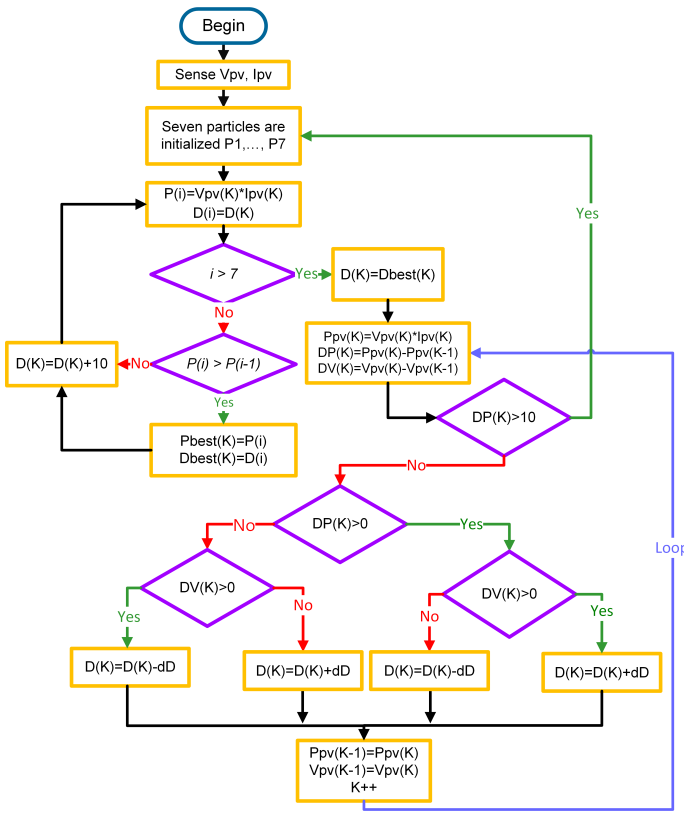 Begin
Sense Vpv, Ipv
Seven particles are
initialized P1,..., P7
P(i)=Vpv(K)*Ipv(K)
D(i)=D(K)
i > 7
Yes
D(K)=Dbest(K)
Yes
No
Ppv(K)=Vpv(K)*Ipv(K)
DP(K)=Ppv(K)-Ppv(K-1)
DV(K)=Vpv(K)-Vpv(K-1)
D(K)=D(K)+10
No
P(i) > P(i-1)
Yes
Pbest(K)=P(i)
Dbest(K)=D(i)
DP(K)>10
No
DP(K)>0
No
Yes
Loop
DV(K)>0
DV(K)>0
Yes
No
No
Yes
D(K)=D(K)-dD
D(K)=D(K)+dD
D(K)=D(K)-dD
D(K)=D(K)+dD
Ppv(K-1)=Ppv(K)
Vpv(K-1)=Vpv(K)
K++